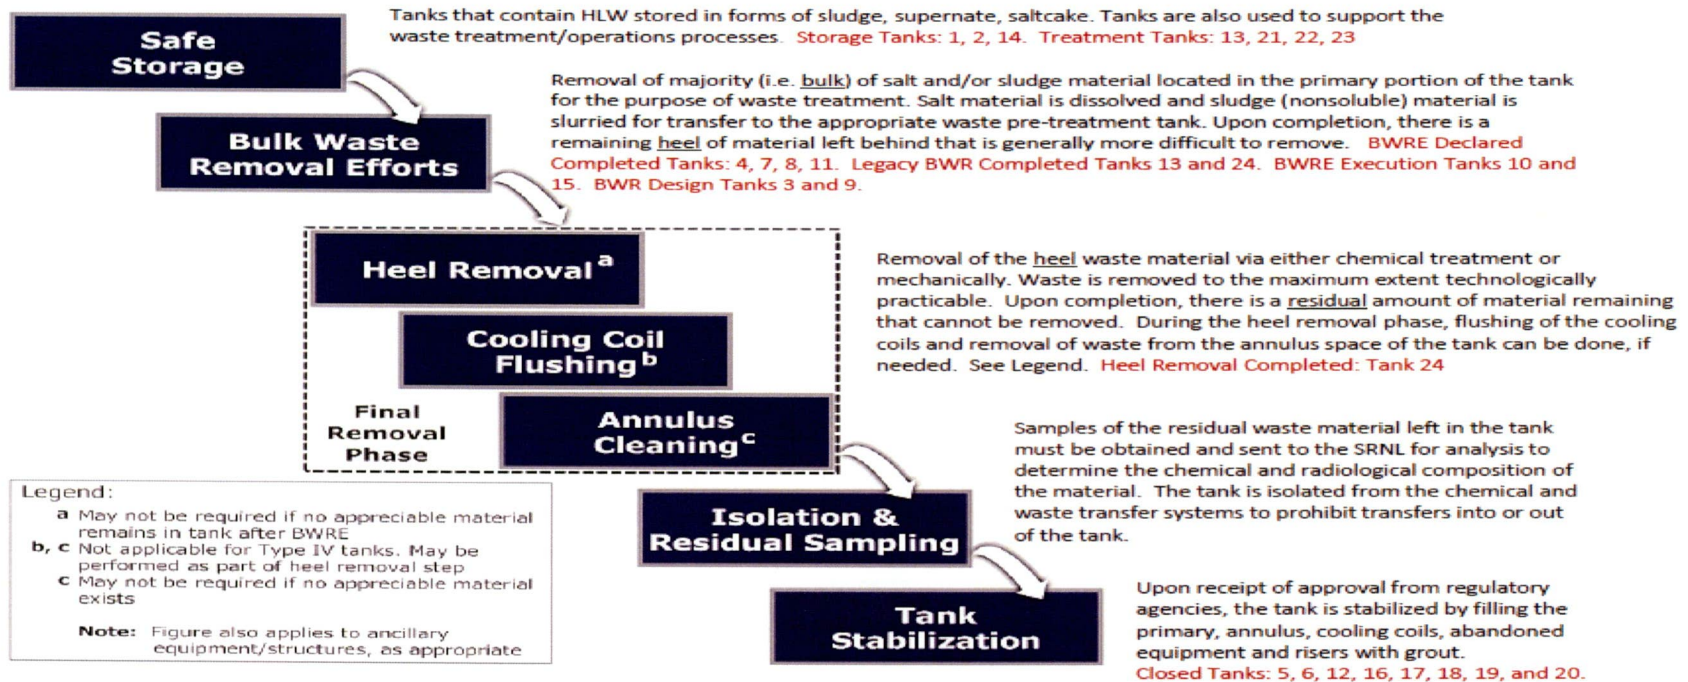 Safe
Storage
Tanks that contain HLW stored in forms of sludge, supernate, saltcake. Tanks are also used to support the
waste treatment/operations processes. Storage Tanks: 1, 2, 14. Treatment Tanks: 13, 21, 22, 23
Bulk Waste
Removal Efforts
Removal of majority (i.e. bulk) of salt and/or sludge material located in the primary portion of the tank
for the purpose of waste treatment. Salt material is dissolved and sludge (nonsoluble) material is
slurried for transfer to the appropriate waste pre-treatment tank. Upon completion, there is a
remaining heel of material left behind that is generally more difficult to remove. BWRE Declared
Completed Tanks: 4, 7, 8, 11. Legacy BWR Completed Tanks 13 and 24. BWRE Execution Tanks 10 and
15. BWR Design Tanks 3 and 9.
Heel Removal a
Cooling Coil
Flushing b
Annulus
Cleaning c
Final
Removal
Phase
Removal of the heel waste material via either chemical treatment or
mechanically. Waste is removed to the maximum extent technologically
practicable. Upon completion, there is a residual amount of material remaining
that cannot be removed. During the heel removal phase, flushing of the cooling
coils and removal of waste from the annulus space of the tank can be done, if
needed. See Legend. Heel Removal Completed: Tank 24
Isolation &
Residual Sampling
Samples of the residual waste material left in the tank
must be obtained and sent to the SRNL for analysis to
determine the chemical and radiological composition of
the material. The tank is isolated from the chemical and
waste transfer systems to prohibit transfers into or out
of the tank.
Tank
Stabilization
Upon receipt of approval from regulatory
agencies, the tank is stabilized by filling the
primary, annulus, cooling coils, abandoned
equipment and risers with grout.
Closed Tanks: 5, 6, 12, 16, 17, 18, 19, and 20.
Legend:
a May not be required if no appreciable material
remains in tank after BWRE
b, c Not applicable for Type IV tanks. May be
performed as part of heel removal step
c May not be required if no appreciable material
exists
Note: Figure also applies to ancillary
equipment/structures, as appropriate